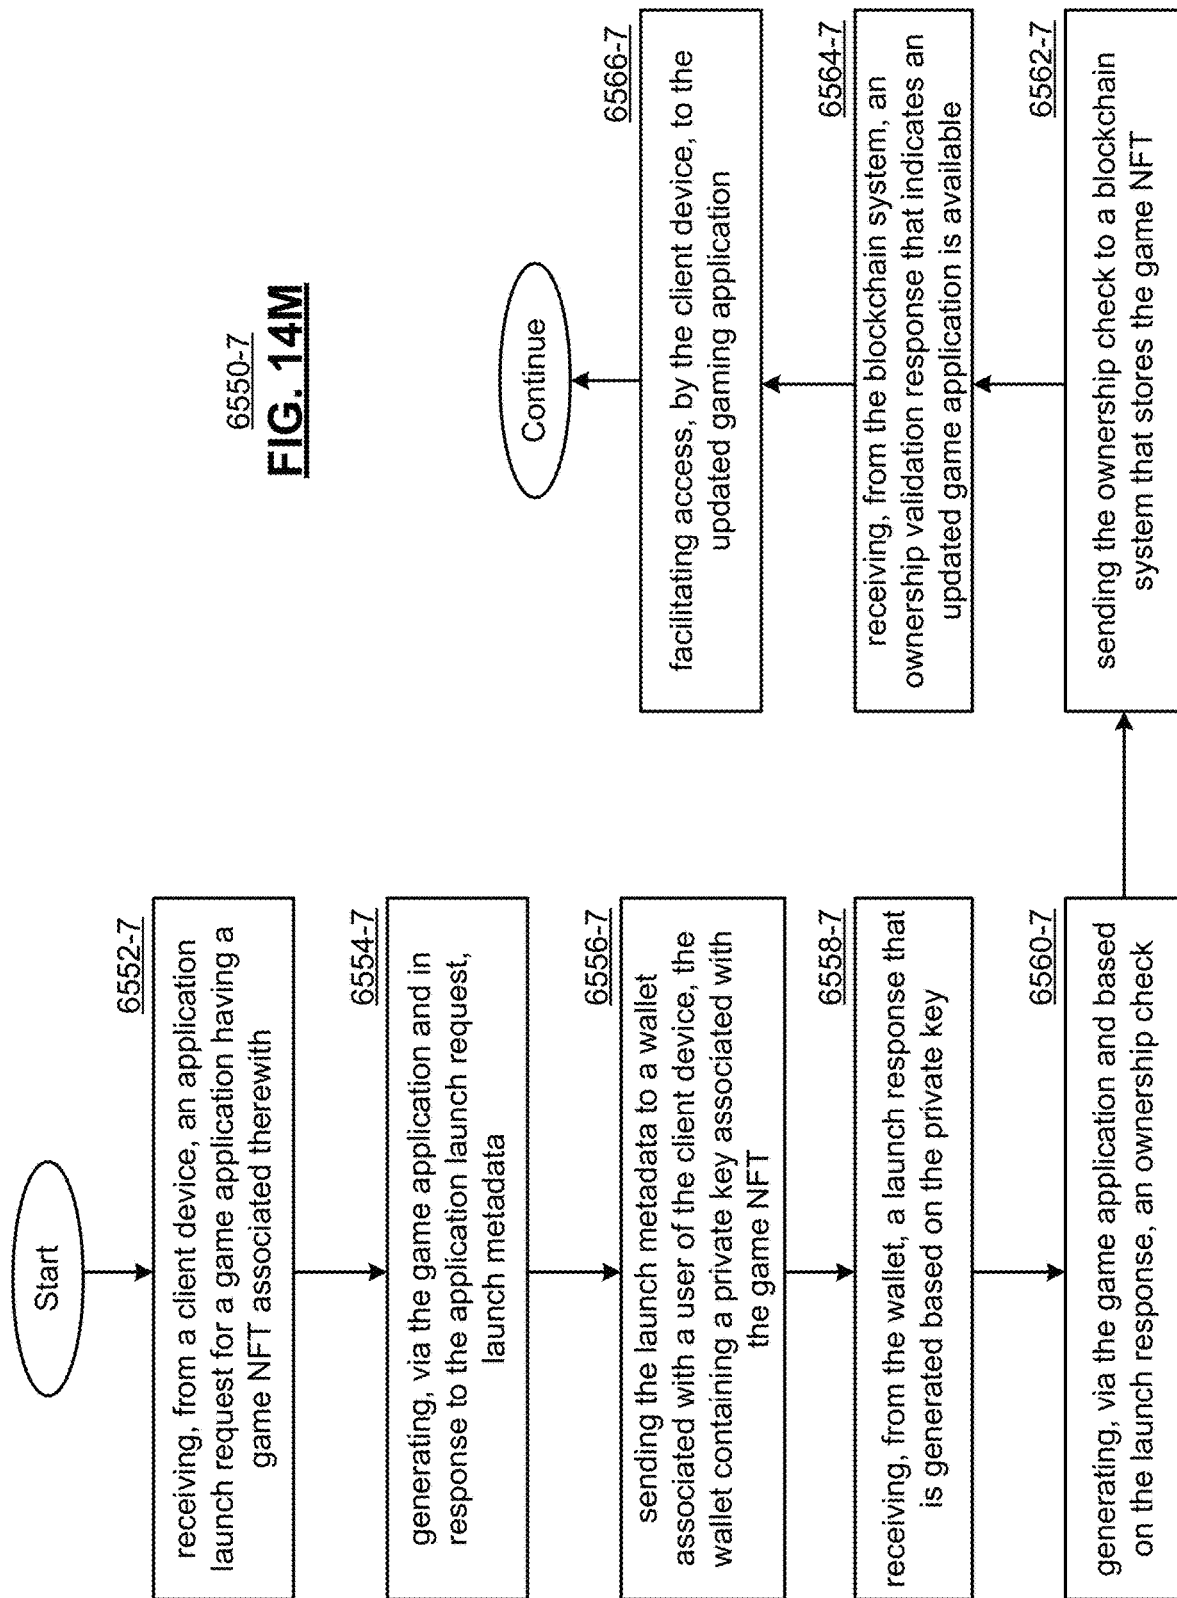 6550-7
FIG. 14M
Start
6552-7
receiving, from a client device, an application
launch request for a game application having a
game NFT associated therewith
6554-7
generating, via the game application and in
response to the application launch request,
launch metadata
6556-7
sending the launch metadata to a wallet
associated with a user of the client device, the
wallet containing a private key associated with
the game NFT
6558-7
receiving, from the wallet, a launch response that
is generated based on the private key
6560-7
generating, via the game application and based
on the launch response, an ownership check
6562-7
sending the ownership check to a blockchain
system that stores the game NFT
6564-7
receiving, from the blockchain system, an
ownership validation response that indicates an
updated game application is available
6566-7
facilitating access, by the client device, to the
updated gaming application
Continue